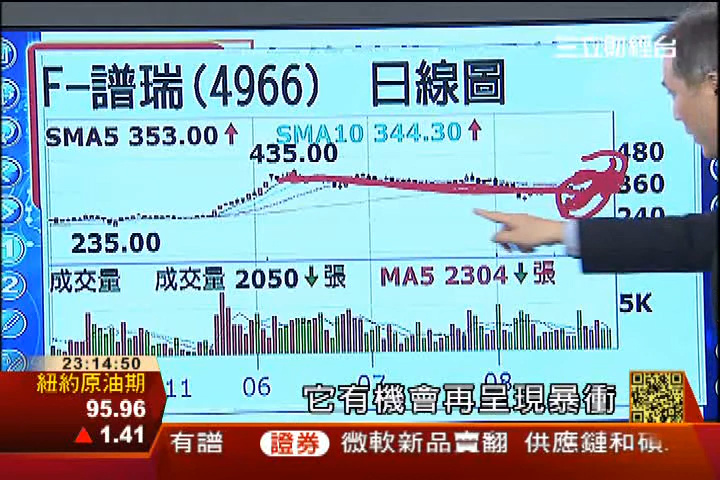 三立財經台
F-譜瑞(4966) 日線圖
SMA5 353.00↑ SMA10 344.30↑
435.00
480
360
240
235.00
成交量 成交量 2050↓張 MA5 2304↓張
5K
23:14:50
紐約原油期
95.96
▲1.41
11 06 07 08
它有機會再呈現暴衝
有譜 證券 微軟新品賣翻 供應鏈和碩